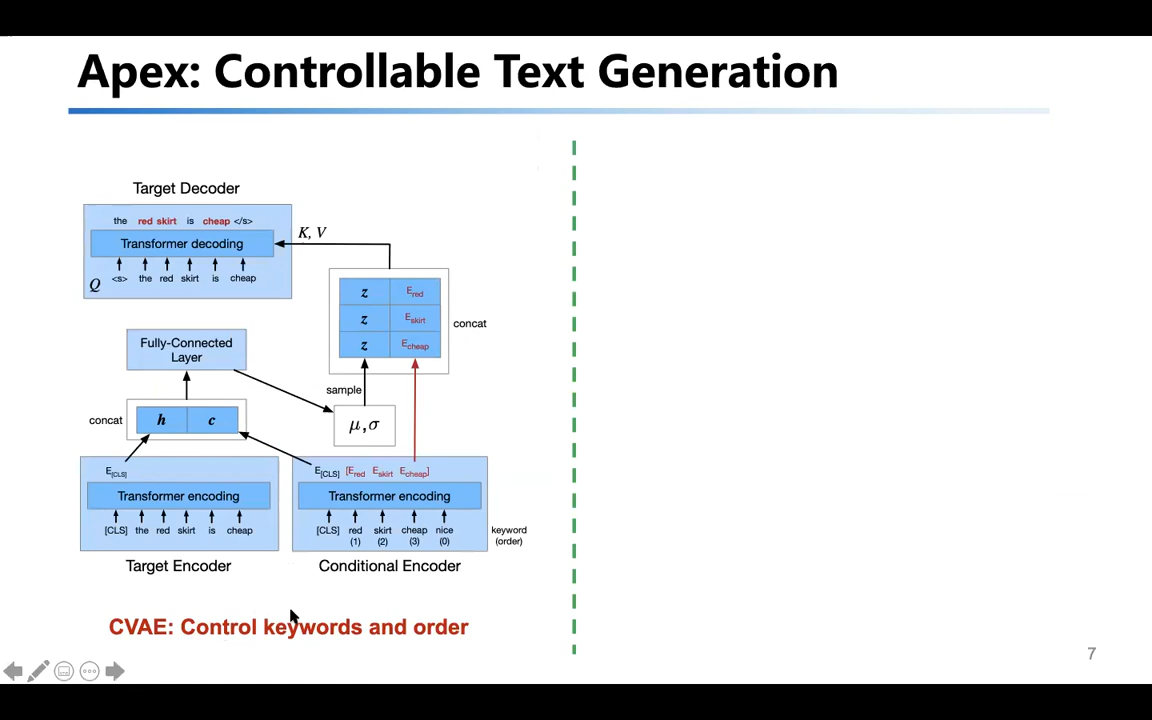 Apex: Controllable Text Generation
Target Decoder
the red skirt is cheap </s>
Transformer decoding
Q <s> the red skirt is cheap
K, V
z E_red
z E_skirt
z E_cheap
concat
Fully-Connected
Layer
sample
concat
h c
μ,σ
E_[CLS]
Transformer encoding
[CLS] the red skirt is cheap
Target Encoder
E_[CLS] [E_red E_skirt E_cheap]
Transformer encoding
[CLS] red skirt cheap nice keyword
(1) (2) (3) (0) (order)
Conditional Encoder
CVAE: Control keywords and order
7